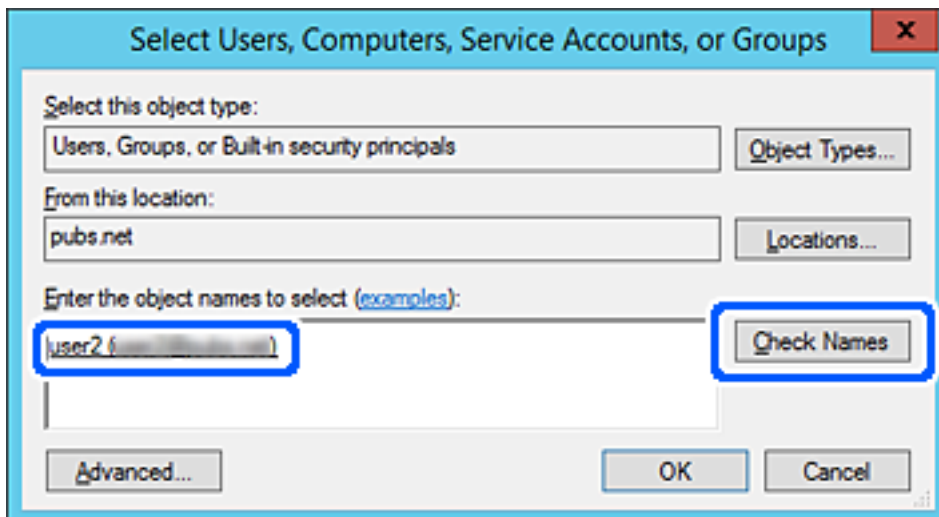 Select Users, Computers, Service Accounts, or Groups
x
Select this object type:
Users, Groups, or Built-in security principals
Object Types...
From this location:
pubs.net
Locations...
Enter the object names to select (examples):
user2 (
Check Names
Advanced...
OK
Cancel